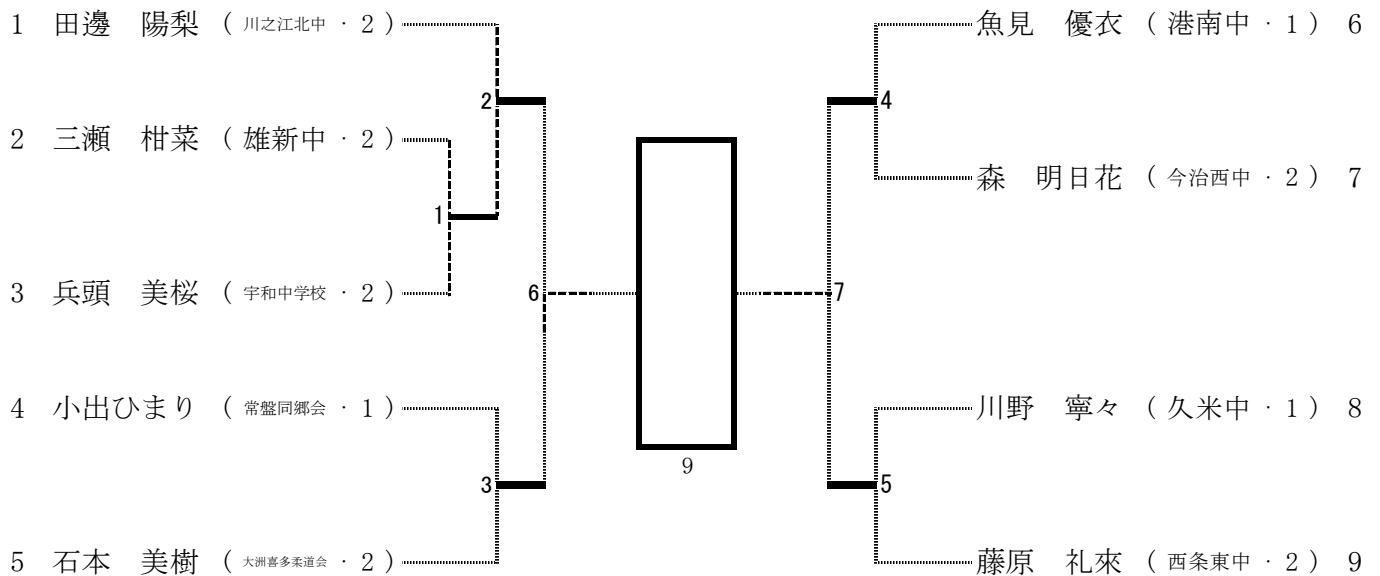 1 田邊 陽梨 ( 川之江北中 · 2 )
2 三瀬 柑菜 ( 雄新中 · 2 )
3 兵頭 美桜 ( 宇和中学校 · 2 )
4 小出ひまり ( 常盤同郷会 · 1 )
5 石本 美樹 ( 大洲喜多柔道会 · 2 )
2
1
6
3
9
4
7
5
魚見 優衣 ( 港南中 · 1 ) 6
森 明日花 ( 今治西中 · 2 ) 7
川野 寧々 ( 久米中 · 1 ) 8
藤原 礼來 ( 西条東中 · 2 ) 9